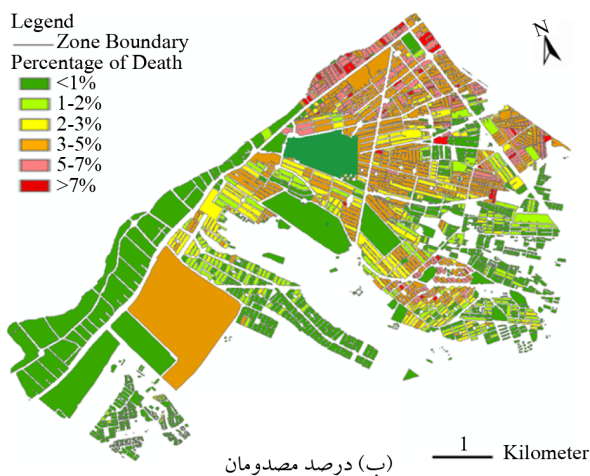 Legend
Zone Boundary
Percentage of Death
<1%
1-2%
2-3%
3-5%
5-7%
>7%
N
(ب) درصد مصدومان
1 Kilometer